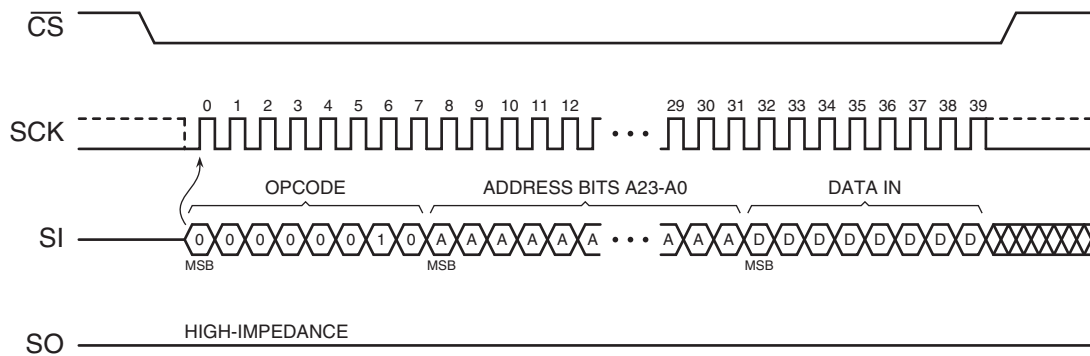 CS
0 1 2 3 4 5 6 7 8 9 10 11 12 29 30 31 32 33 34 35 36 37 38 39
SCK
OPCODE ADDRESS BITS A23-A0 DATA IN
SI 0 0 0 0 0 0 1 0 A A A A A A A A A D D D D D D D D
MSB MSB MSB
HIGH-IMPEDANCE
SO